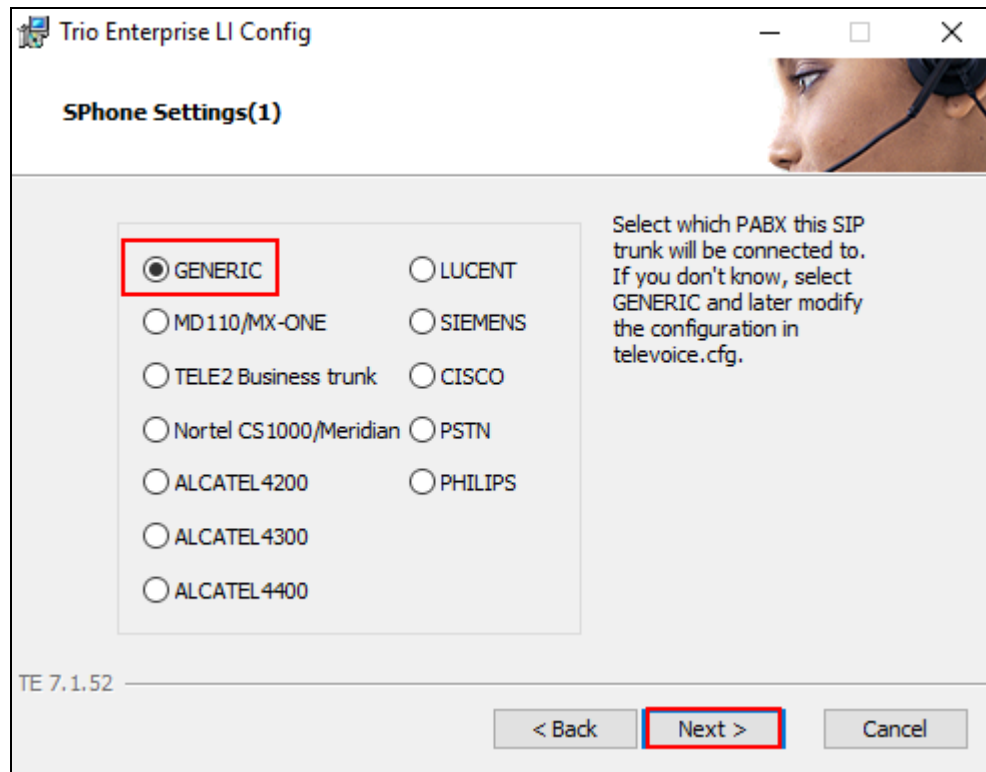 Trio Enterprise LI Config
SPhone Settings(1)
GENERIC
MD110/MX-ONE
TELE2 Business trunk
Nortel CS1000/Meridian
ALCATEL4200
ALCATEL4300
ALCATEL4400
LUCENT
SIEMENS
CISCO
PSTN
PHILIPS
Select which PABX this SIP
trunk will be connected to.
If you don't know, select
GENERIC and later modify
the configuration in
televoice.cfg.
TE 7.1.52
< Back
Next >
Cancel